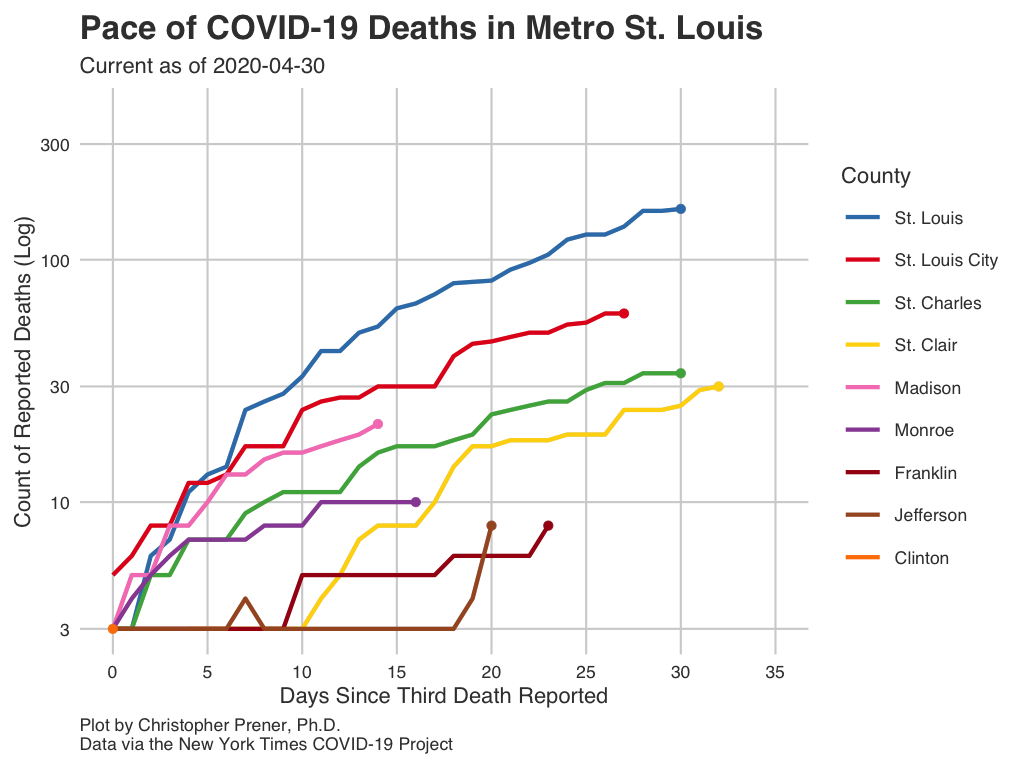 Pace of COVID-19 Deaths in Metro St. Louis
Current as of 2020-04-30
Count of Reported Deaths (Log)
300
100
30
10
3
0 5 10 15 20 25 30 35
Days Since Third Death Reported
County
St. Louis
St. Louis City
St. Charles
St. Clair
Madison
Monroe
Franklin
Jefferson
Clinton
Plot by Christopher Prener, Ph.D.
Data via the New York Times COVID-19 Project